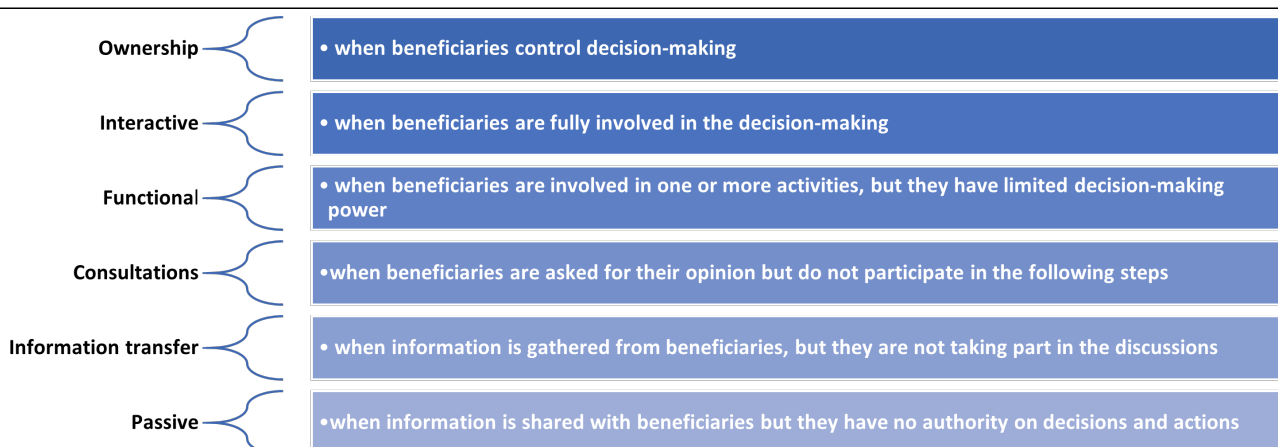 Ownership
• when beneficiaries control decision-making
Interactive
• when beneficiaries are fully involved in the decision-making
Functional
• when beneficiaries are involved in one or more activities, but they have limited decision-making
power
Consultations
•when beneficiaries are asked for their opinion but do not participate in the following steps
Information transfer
• when information is gathered from beneficiaries, but they are not taking part in the discussions
Passive
•when information is shared with beneficiaries but they have no authority on decisions and actions